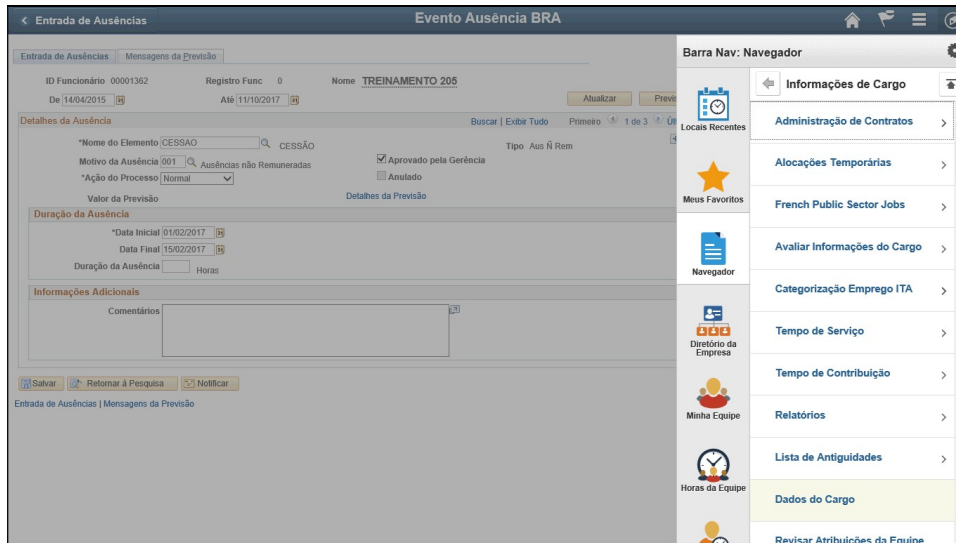 Entrada de Ausências
Evento Ausência BRA
Entrada de Ausências Mensagens da Previsão
ID Funcionário 00001362 Registro Func 0 Nome TREINAMENTO 205
De 14/04/2015 Até 11/10/2017 Atualizar
Detalhes da Ausência Buscar | Exibir Tudo Primeiro 1 de 3
*Nome do Elemento CESSAO CESSÃO Tipo Aus Ñ Rem
Motivo da Ausência 001 Ausências não Remuneradas Aprovado pela Gerência
*Ação do Processo Normal Anulado
Valor da Previsão Detalhes da Previsão
Duração da Ausência
*Data Inicial 01/02/2017
Data Final 15/02/2017
Duração da Ausência Horas
Informações Adicionais
Comentários
Salvar Retornar à Pesquisa Notificar
Entrada de Ausências | Mensagens da Previsão
Barra Nav: Navegador
Locais Recentes
Meus Favoritos
Navegador
Diretório da
Empresa
Minha Equipe
Horas da Equipe
Informações de Cargo
Administração de Contratos
Alocações Temporárias
French Public Sector Jobs
Avaliar Informações do Cargo
Categorização Emprego ITA
Tempo de Serviço
Tempo de Contribuição
Relatórios
Lista de Antiguidades
Dados do Cargo
Revisar Atribuições da Equipe